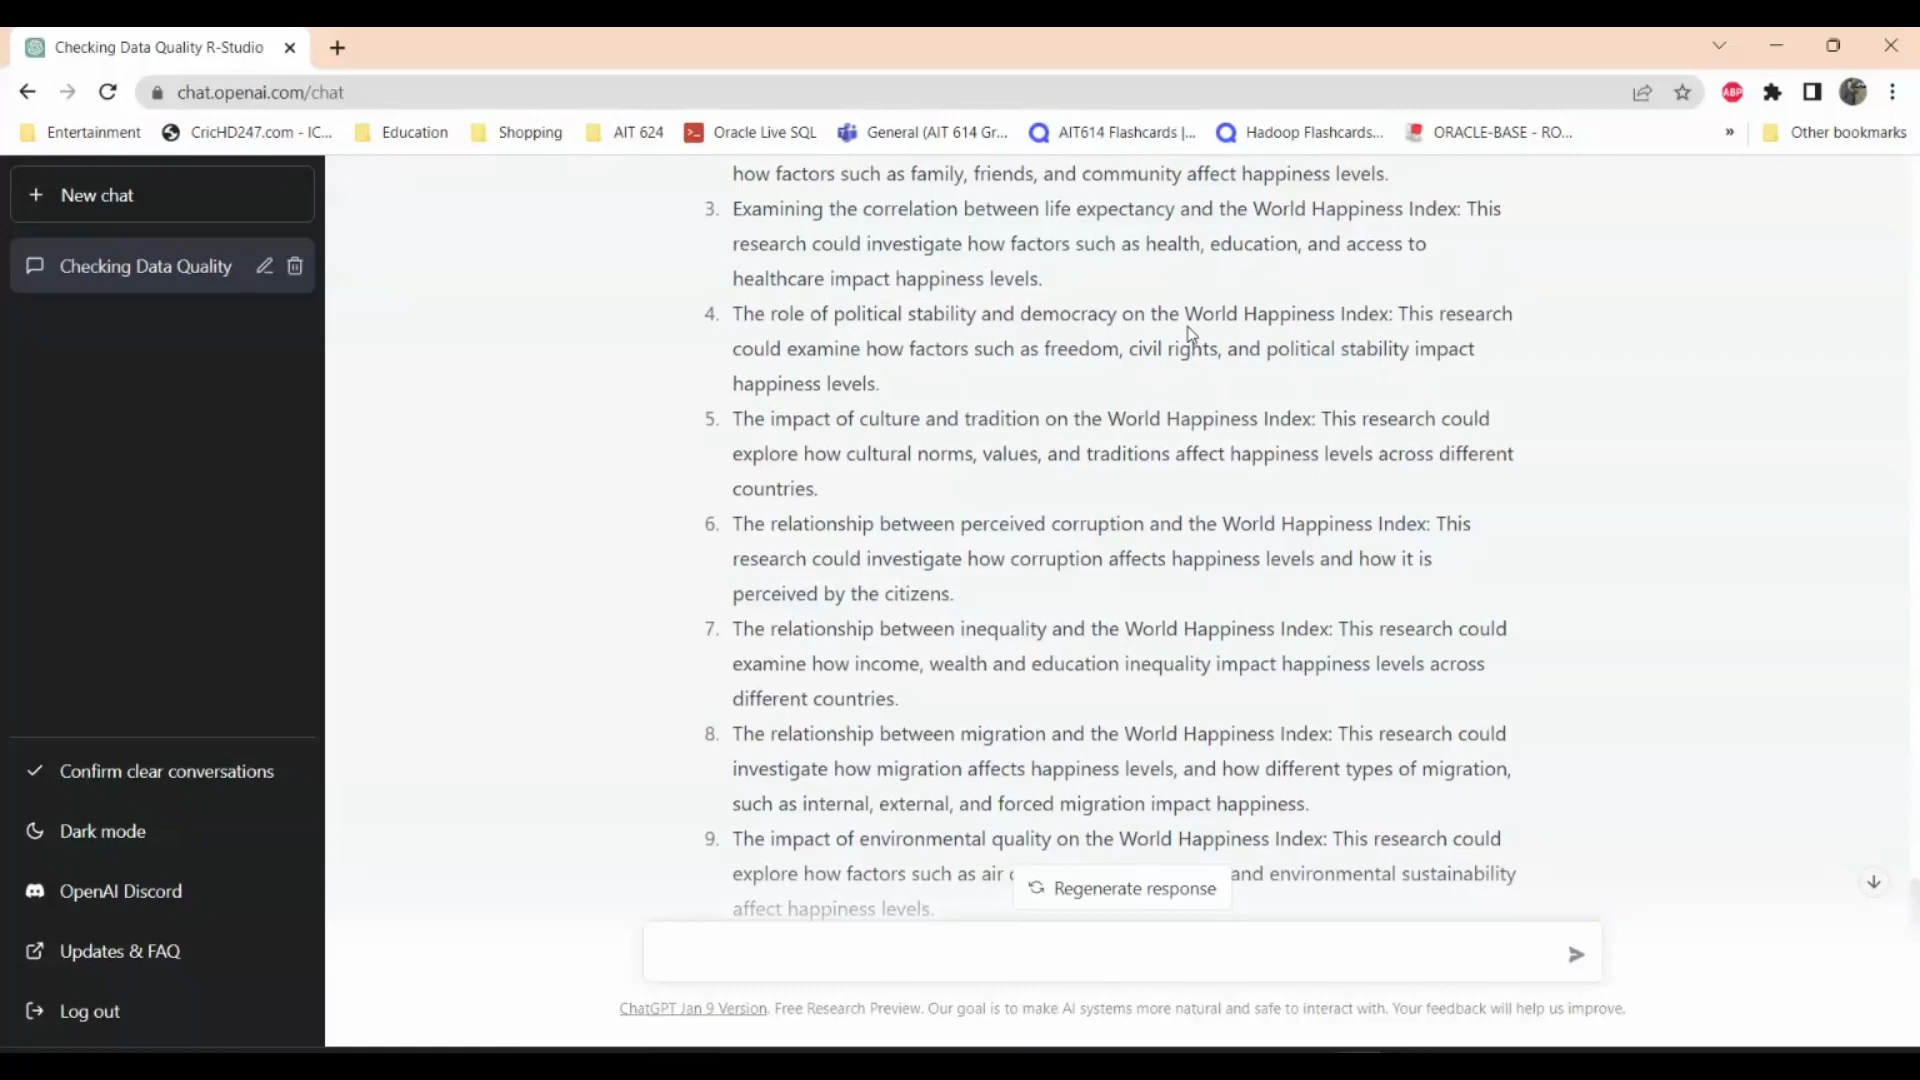 Checking Data Quality R-Studio
chat.openai.com/chat
ABP
Entertainment
CricHD247.com - IC...
Education
Shopping
AIT 624
Oracle Live SQL
General (AIT 614 Gr...
AIT614 Flashcards |...
Hadoop Flashcards...
ORACLE-BASE - RO...
»
Other bookmarks
+ New chat
Checking Data Quality
Confirm clear conversations
Dark mode
OpenAI Discord
Updates & FAQ
Log out
how factors such as family, friends, and community affect happiness levels.
3. Examining the correlation between life expectancy and the World Happiness Index: This
research could investigate how factors such as health, education, and access to
healthcare impact happiness levels.
4. The role of political stability and democracy on the World Happiness Index: This research
could examine how factors such as freedom, civil rights, and political stability impact
happiness levels.
5. The impact of culture and tradition on the World Happiness Index: This research could
explore how cultural norms, values, and traditions affect happiness levels across different
countries.
6. The relationship between perceived corruption and the World Happiness Index: This
research could investigate how corruption affects happiness levels and how it is
perceived by the citizens.
7. The relationship between inequality and the World Happiness Index: This research could
examine how income, wealth and education inequality impact happiness levels across
different countries.
8. The relationship between migration and the World Happiness Index: This research could
investigate how migration affects happiness levels, and how different types of migration,
such as internal, external, and forced migration impact happiness.
9. The impact of environmental quality on the World Happiness Index: This research could
explore how factors such as air and environmental sustainability
affect happiness levels.
Regenerate response
ChatGPT Jan 9 Version. Free Research Preview. Our goal is to make AI systems more natural and safe to interact with. Your feedback will help us improve.